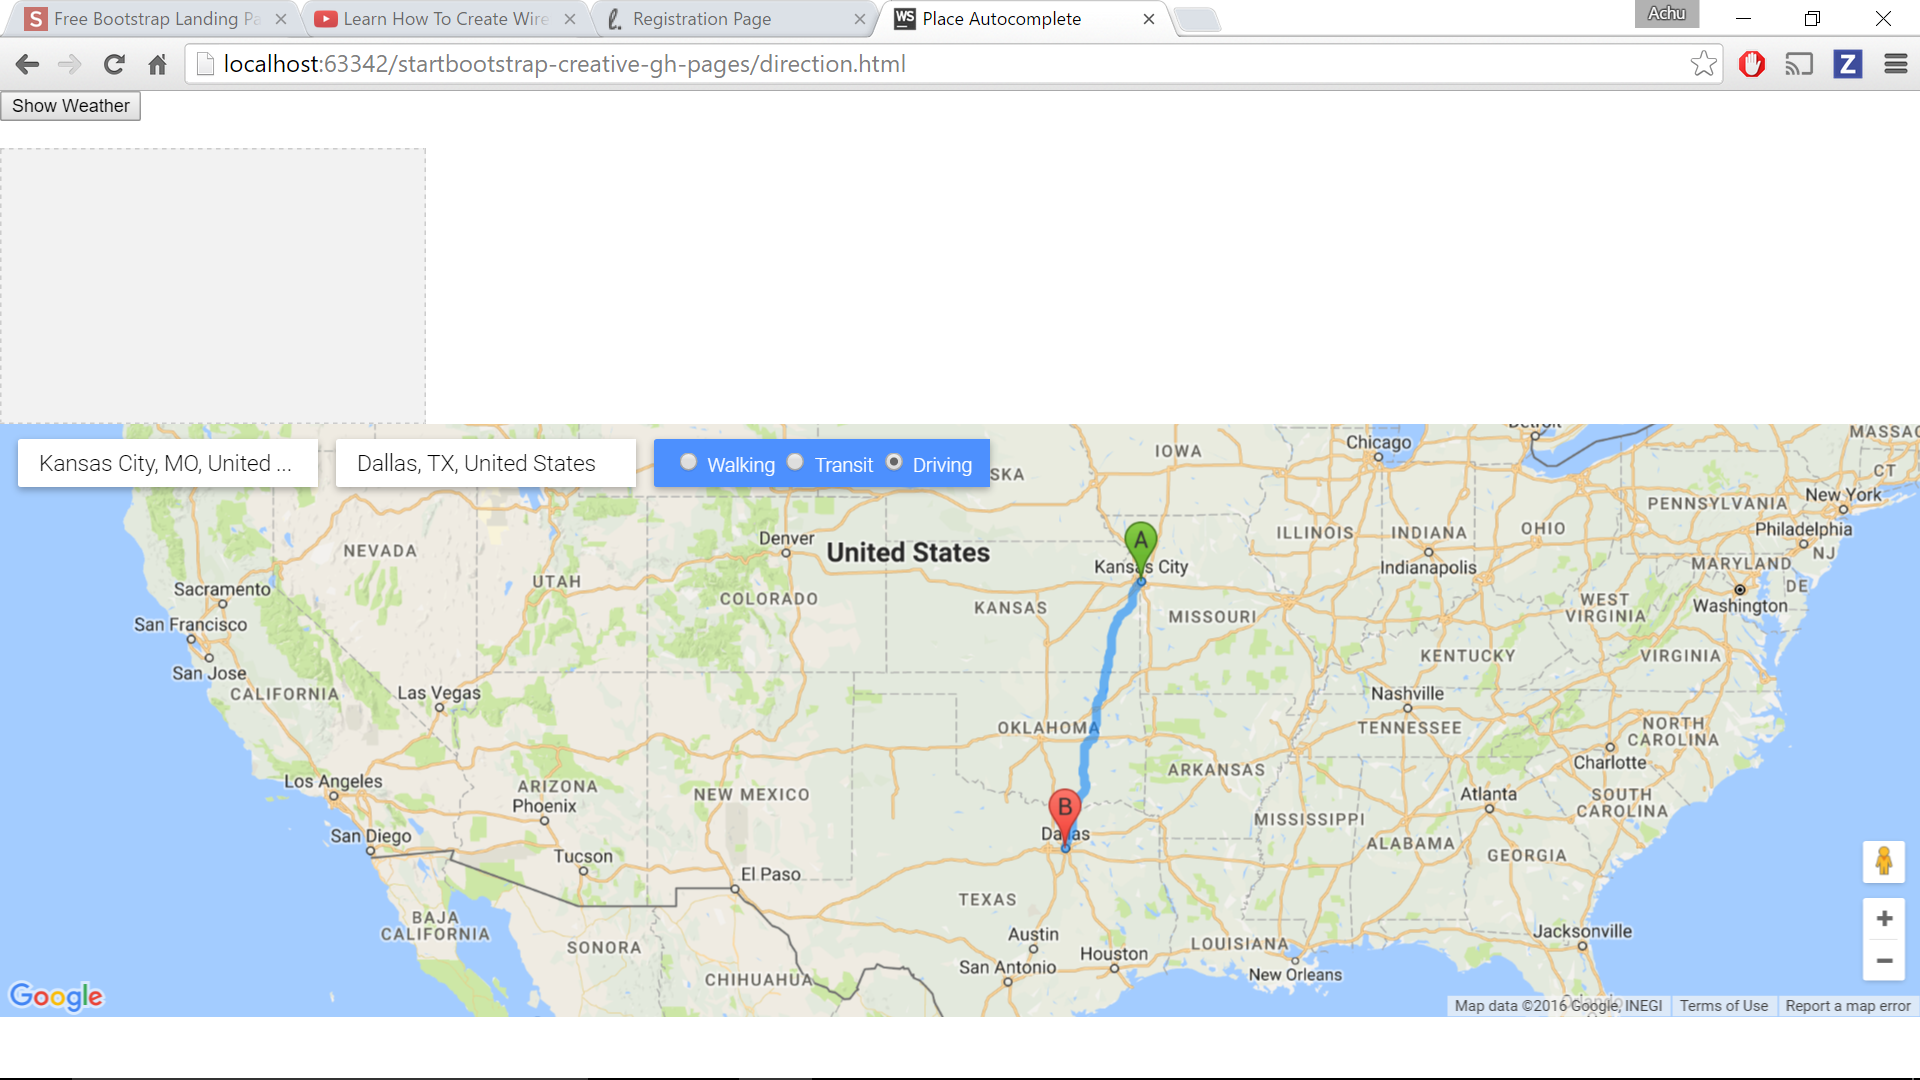 Free Bootstrap Landing Pa
Learn How To Create Wire
Registration Page
WS
Place Autocomplete
Achu
localhost:63342/startbootstrap-creative-gh-pages/direction.html
Z
Show Weather
Kansas City, MO, United ...
Dallas, TX, United States
Walking
Transit
Driving
SKA
IOWA
Chicago
MASSAC
CT
PENNSYLVANIA
New York
ILLINOIS
INDIANA
OHIO
Philadelphia
NJ
NEVADA
Denver
United States
A
Kansas City
Indianapolis
MARYLAND
DE
UTAH
COLORADO
Sacramento
KANSAS
MISSOURI
WEST
VIRGINIA
Washington
San Francisco
San Jose
CALIFORNIA
Las Vegas
KENTUCKY
VIRGINIA
Nashville
TENNESSEE
OKLAHOMA
NORTH
CAROLINA
Charlotte
Los Angeles
ARIZONA
Phoenix
NEW MEXICO
ARKANSAS
Atlanta
SOUTH
CAROLINA
B
Dallas
MISSISSIPPI
ALABAMA
GEORGIA
San Diego
Tucson
El Paso
TEXAS
BAJA
CALIFORNIA
SONORA
CHIHUAHUA
Austin
San Antonio
Houston
LOUISIANA
New Orleans
Jacksonville
Google
Map data ©2016 Google, INEGI
Terms of Use
Report a map error